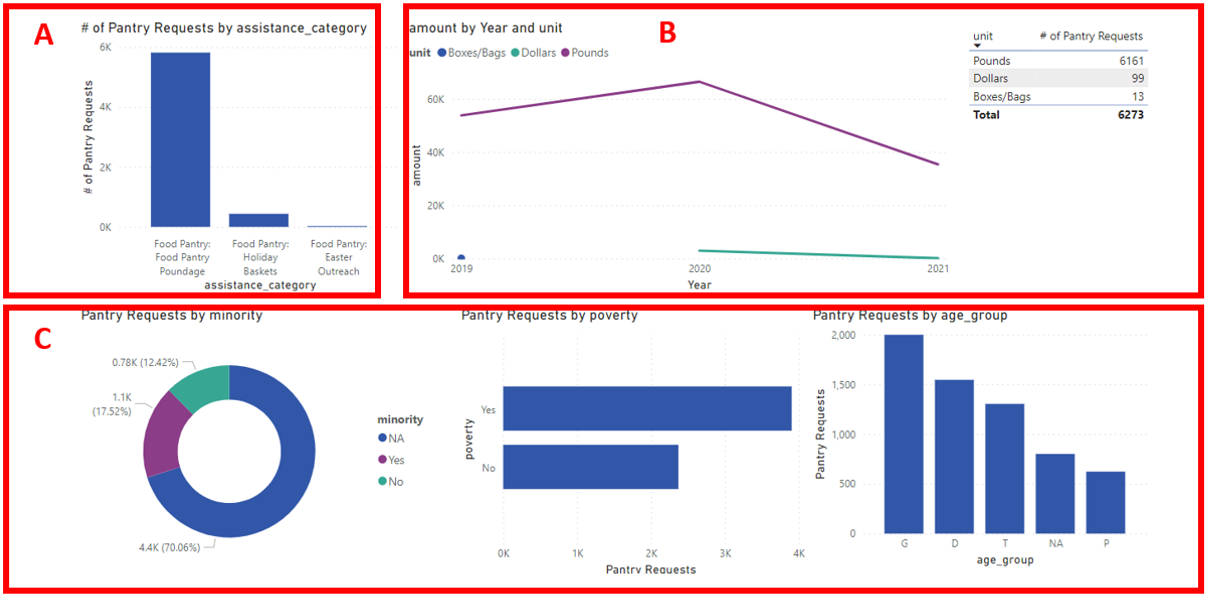 A
# of Pantry Requests by assistance_category
6K
4K
2K
0K
# of Pantry Requests
Food Pantry:
Food Pantry
Poundage
Food Pantry:
Holiday
Baskets
Food Pantry:
Easter
Outreach
assistance_category
amount by Year and unit
B
unit Boxes/Bags Dollars Pounds
60K
40K
20K
0K
amount
2019
2020
2021
Year
unit # of Pantry Requests
Pounds 6161
Dollars 99
Boxes/Bags 13
Total 6273
C
Pantry Requests by minority
0.78K (12.42%)
1.1K
(17.52%)
4.4K (70.06%)
minority
NA
Yes
No
Pantry Requests by poverty
poverty
Yes
No
0K 1K 2K 3K 4K
Pantry Requests
Pantry Requests by age_group
2,000
1,500
1,000
500
0
Pantry Requests
G D T NA P
age_group